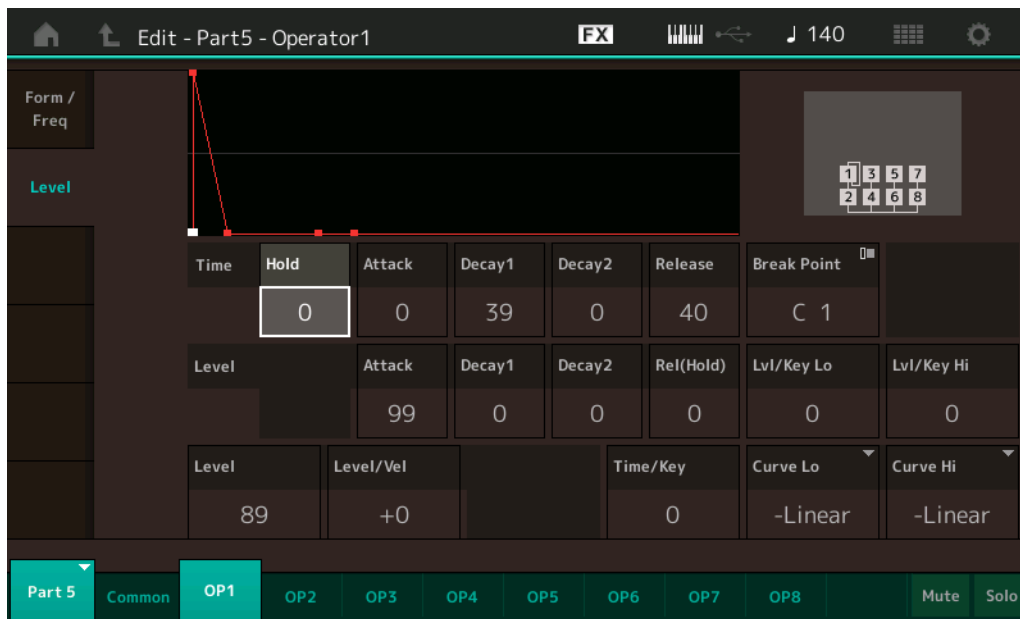 Edit - Part5 - Operator1 FX ♩ 140
Form /
Freq
Level
1 3 5 7
2 4 6 8
Time Hold Attack Decay1 Decay2 Release Break Point
0 0 39 0 40 C 1
Level Attack Decay1 Decay2 Rel(Hold) Lvl/Key Lo Lvl/Key Hi
99 0 0 0 0 0
Level Level/Vel Time/Key Curve Lo Curve Hi
89 +0 0 -Linear -Linear
Part 5 Common OP1 OP2 OP3 OP4 OP5 OP6 OP7 OP8 Mute Solo